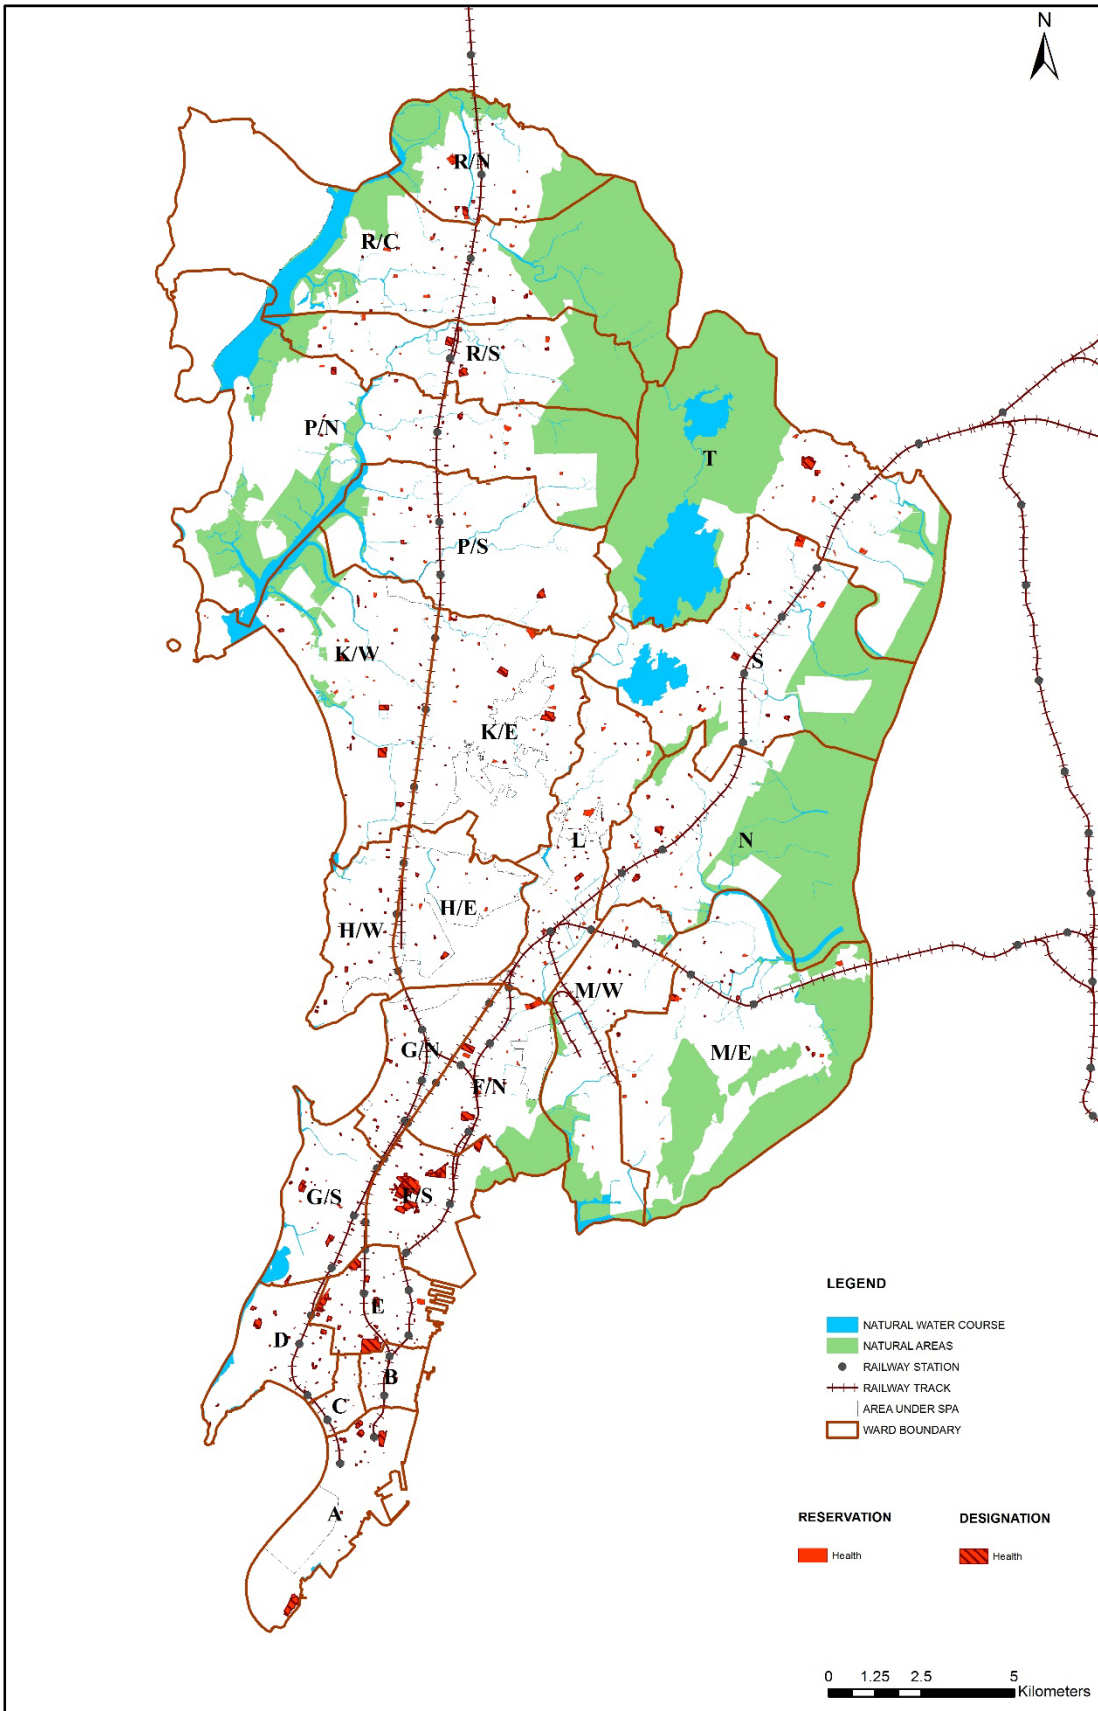 N
R/N
R/C
R/S
P/N
T
P/S
K/W
S
K/E
L
N
H/E
H/W
M/W
G/N
M/E
F/N
F/S
G/S
E
D
B
C
A
LEGEND
NATURAL WATER COURSE
NATURAL AREAS
RAILWAY STATION
RAILWAY TRACK
AREA UNDER SPA
WARD BOUNDARY
RESERVATION DESIGNATION
Health Health
0 1.25 2.5 5
Kilometers